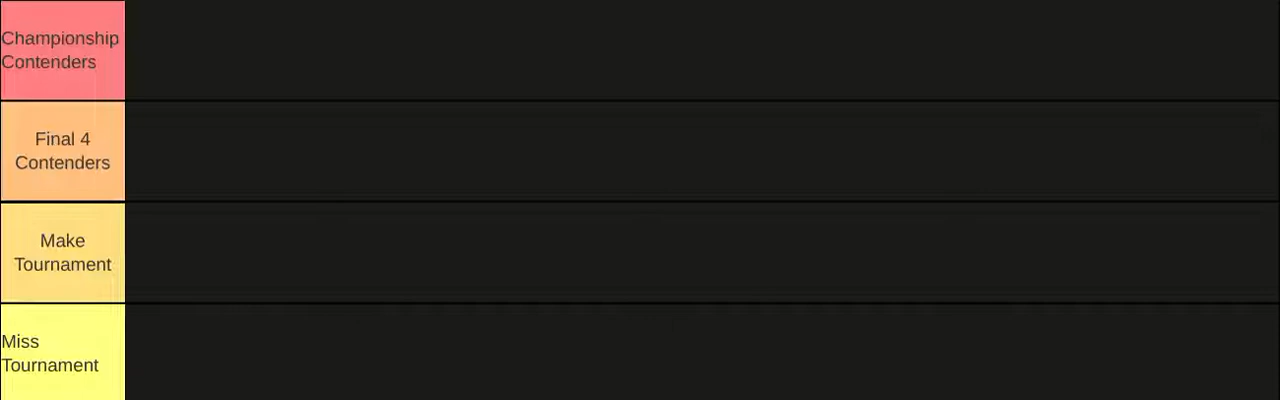 Championship
Contenders
Final 4
Contenders
Make
Tournament
Miss
Tournament